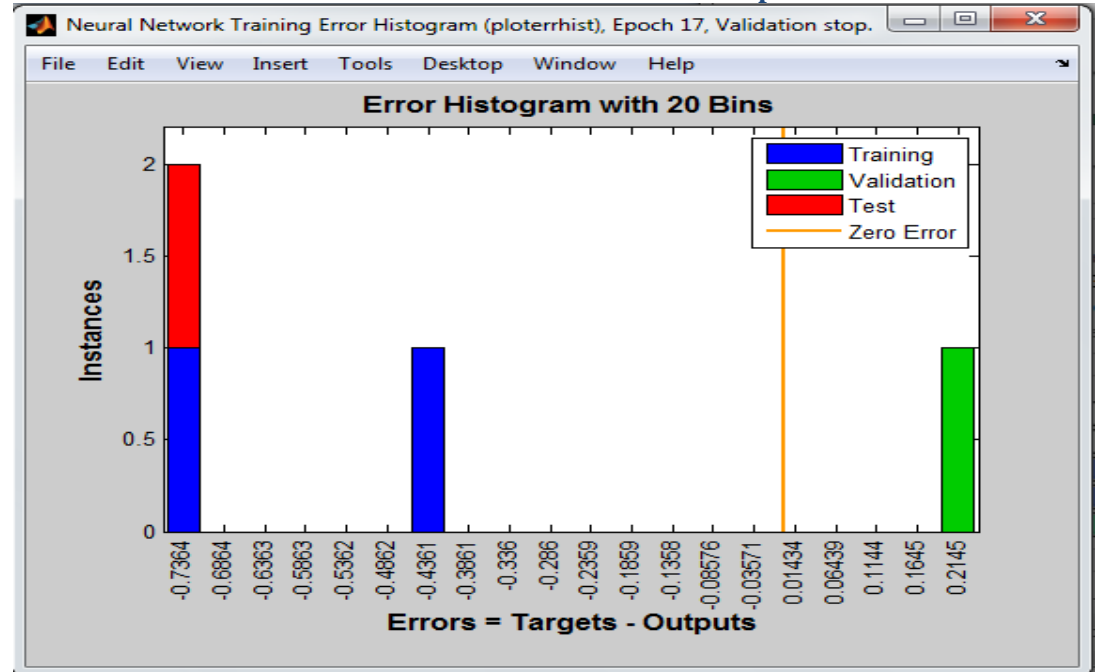 Neural Network Training Error Histogram (ploterrhist), Epoch 17, Validation stop.
File Edit View Insert Tools Desktop Window Help
Error Histogram with 20 Bins
Training
Validation
Test
Zero Error
2
1.5
1
0.5
0
Instances
-0.7364
-0.6864
-0.6363
-0.5863
-0.5362
-0.4862
-0.4361
-0.3861
-0.336
-0.286
-0.2359
-0.1859
-0.1358
-0.08576
-0.03571
0.01434
0.06439
0.1144
0.1645
0.2145
Errors = Targets - Outputs